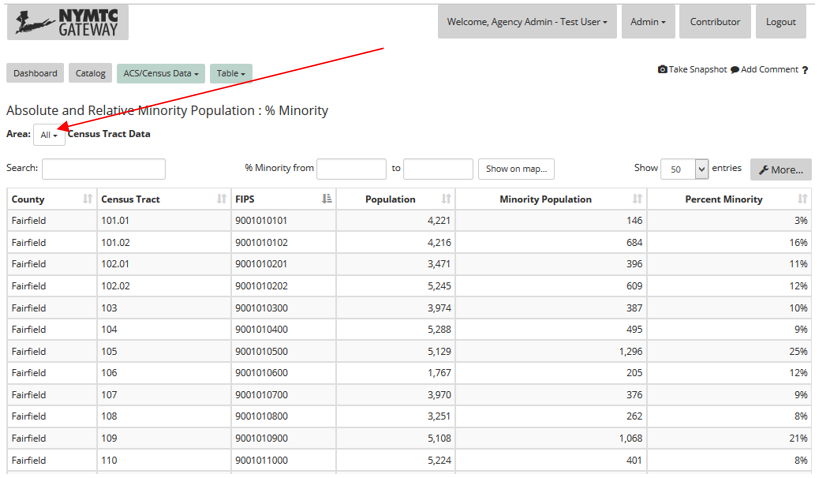 NYMTC
GATEWAY
Welcome, Agency Admin - Test User Admin Contributor Logout
Dashboard Catalog ACS/Census Data Table Take Snapshot Add Comment ?
Absolute and Relative Minority Population : % Minority
Area: All Census Tract Data
Search: % Minority from to Show on map... Show 50 entries More...
County Census Tract FIPS Population Minority Population Percent Minority
Fairfield 101.01 9001010101 4,221 146 3%
Fairfield 101.02 9001010102 4,216 684 16%
Fairfield 102.01 9001010201 3,471 396 11%
Fairfield 102.02 9001010202 5,245 609 12%
Fairfield 103 9001010300 3,974 387 10%
Fairfield 104 9001010400 5,288 495 9%
Fairfield 105 9001010500 5,129 1,296 25%
Fairfield 106 9001010600 1,767 205 12%
Fairfield 107 9001010700 3,970 376 9%
Fairfield 108 9001010800 3,251 262 8%
Fairfield 109 9001010900 5,108 1,068 21%
Fairfield 110 9001011000 5,224 401 8%